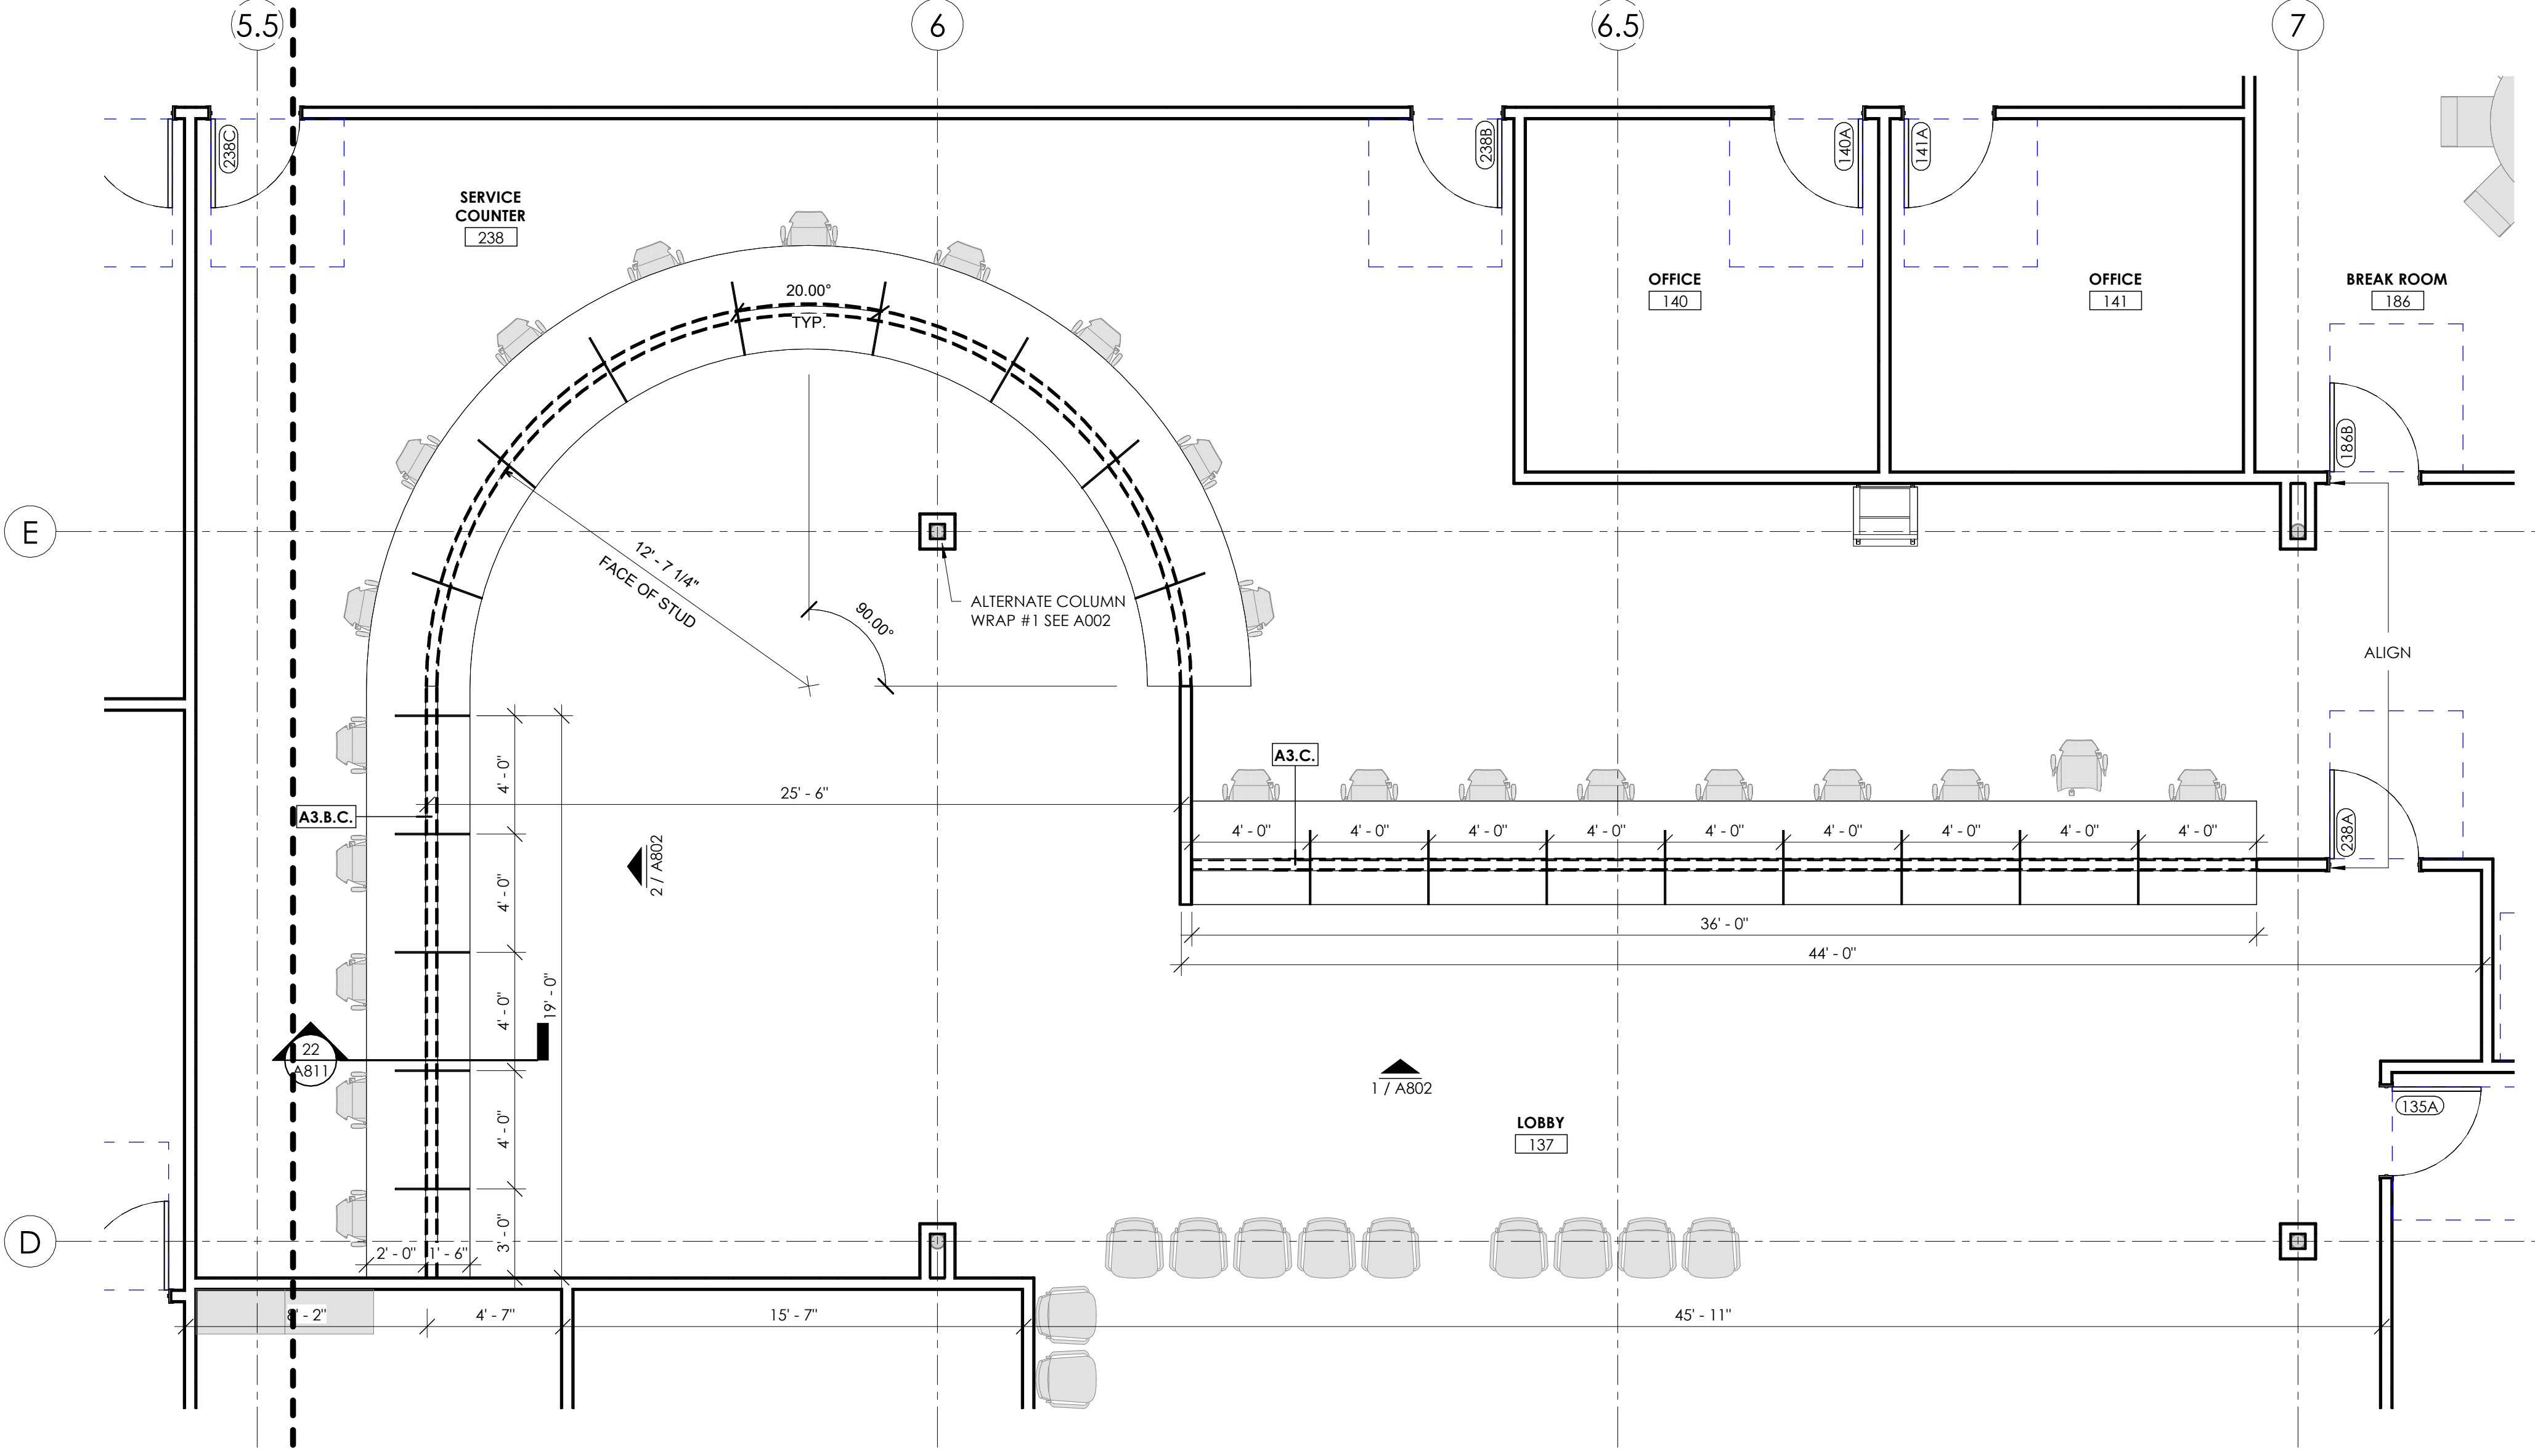 5.5
6
6.5
7
238C
238B
140A
141A
SERVICE
COUNTER
238
OFFICE
140
OFFICE
141
BREAK ROOM
186
20.00°
TYP.
186B
E
12' - 7 1/4"
FACE OF STUD
90.00°
ALTERNATE COLUMN
WRAP #1 SEE A002
ALIGN
4' - 0"
4' - 0"
4' - 0"
4' - 0"
3' - 0"
19' - 0"
25' - 6"
A3.B.C.
2 / A802
A3.C.
4' - 0"
4' - 0"
4' - 0"
4' - 0"
4' - 0"
4' - 0"
4' - 0"
4' - 0"
4' - 0"
238A
36' - 0"
44' - 0"
22
A811
1 / A802
LOBBY
137
135A
D
2' - 0"
1' - 6"
8' - 2"
4' - 7"
15' - 7"
45' - 11"